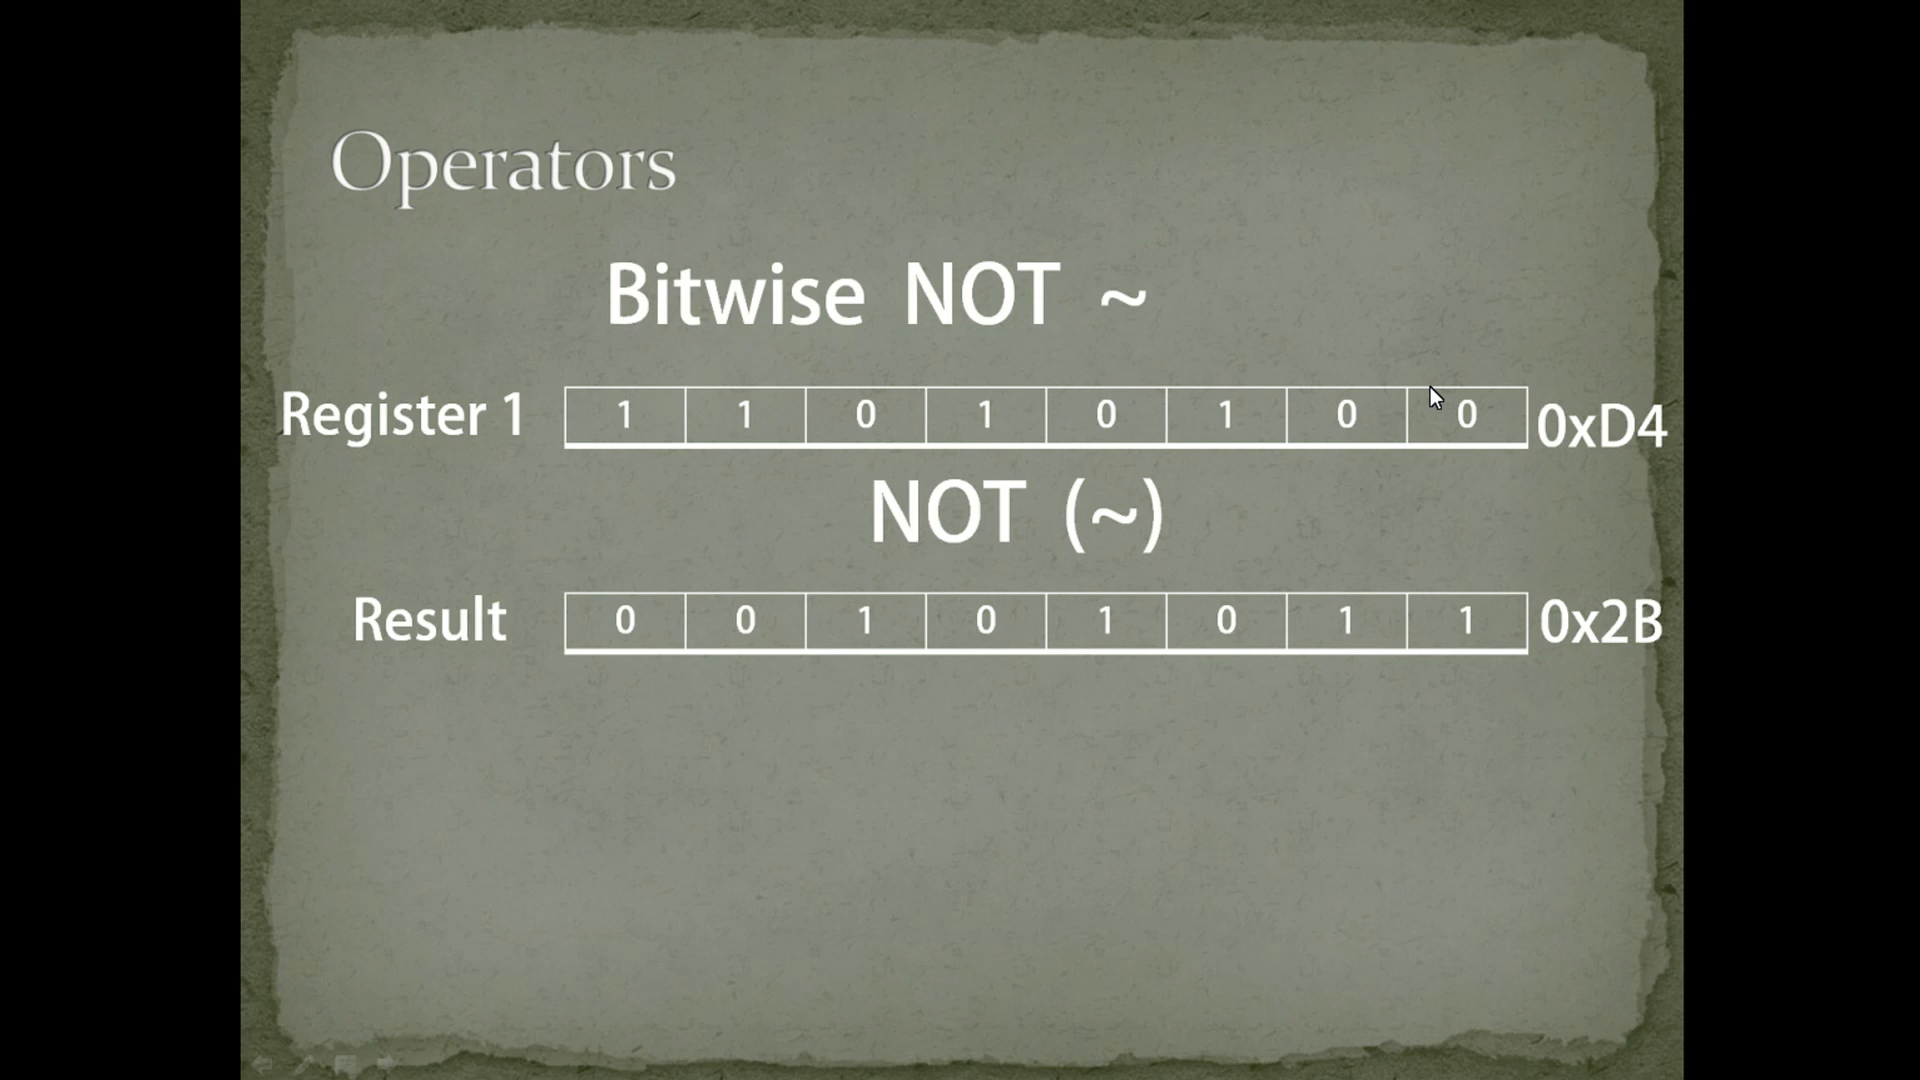 Operators
Bitwise NOT ~
Register 1 1 1 0 1 0 1 0 0 0xD4
NOT (~)
Result 0 0 1 0 1 0 1 1 0x2B